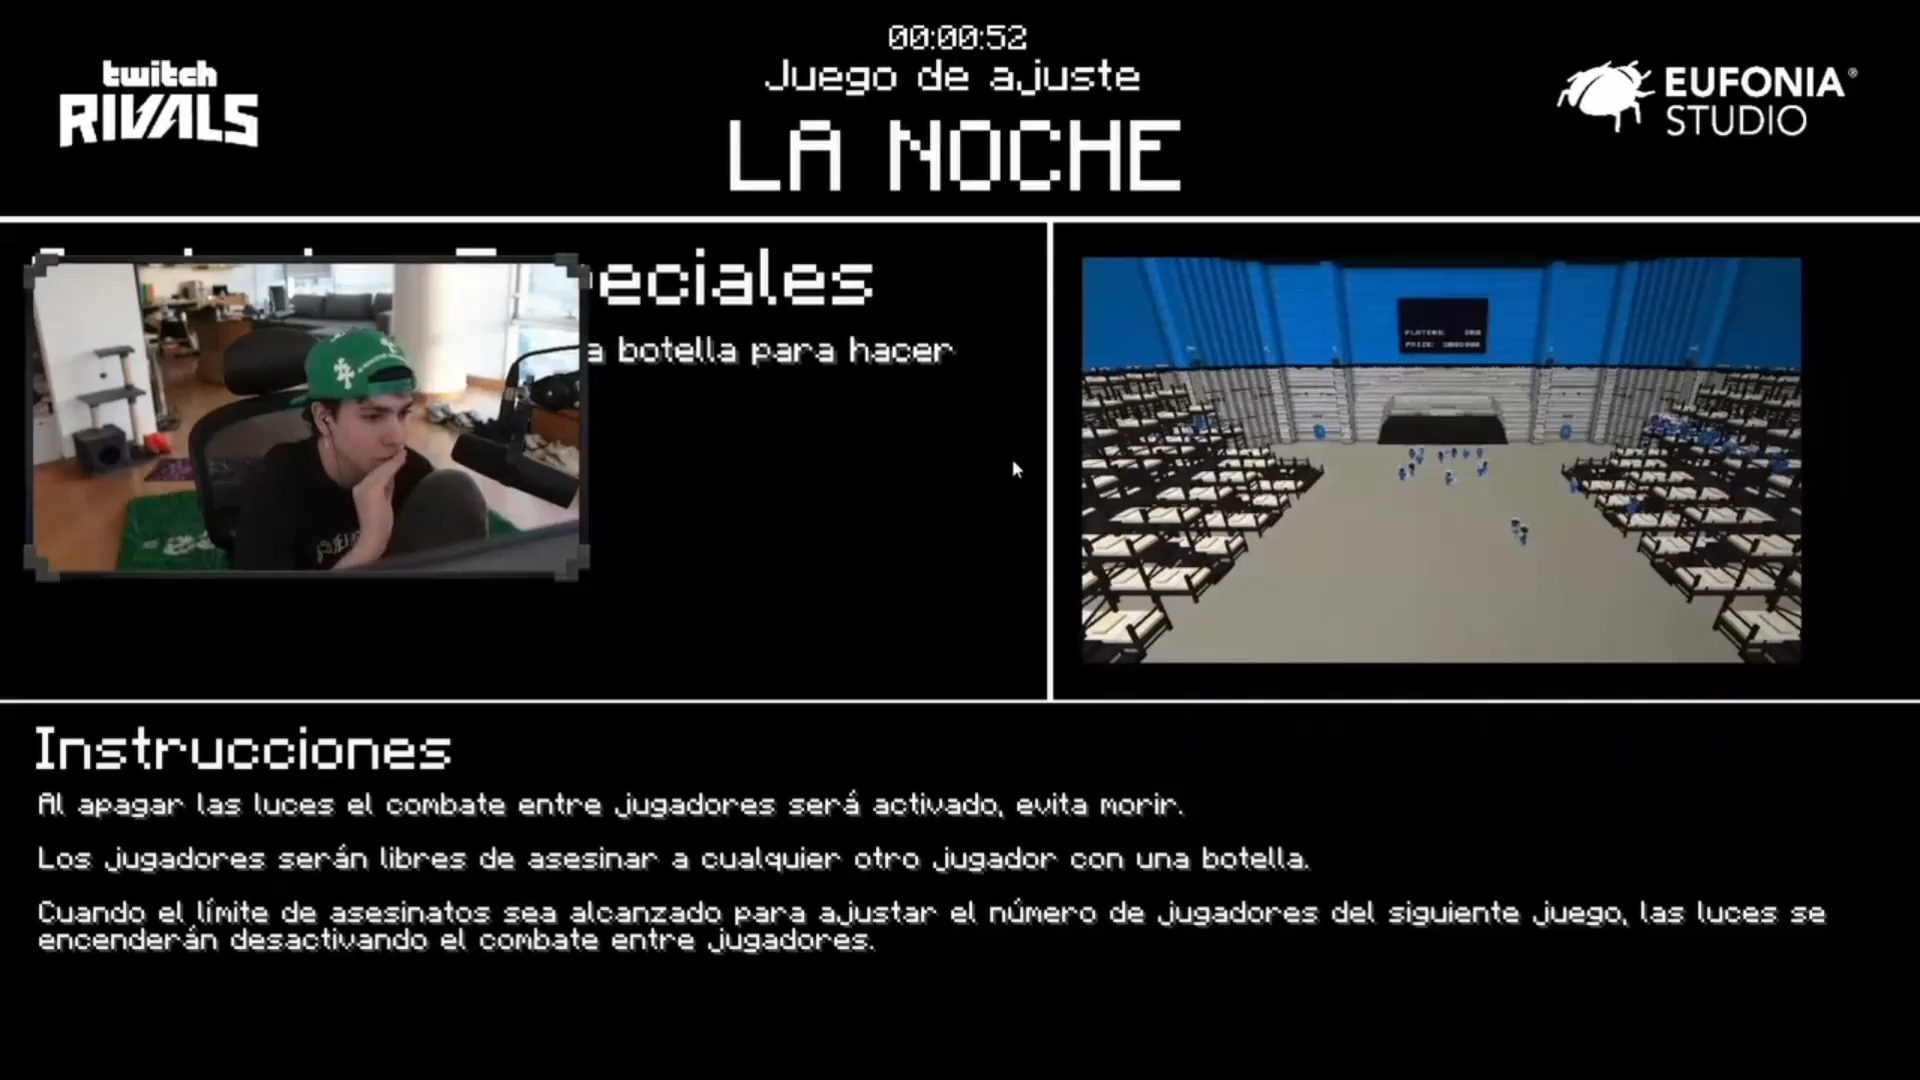 00:00:52
Juego de ajuste
LA NOCHE
twitch
RIVALS
EUFONIA®
STUDIO
peciales
a botella para hacer
PLAYERS:
PRIZE:
Instrucciones
Al apagar las luces el combate entre jugadores será activado, evita morir.
Los jugadores serán libres de asesinar a cualquier otro jugador con una botella.
Cuando el límite de asesinatos sea alcanzado para ajustar el número de jugadores del siguiente juego, las luces se
encenderán desactivando el combate entre jugadores.